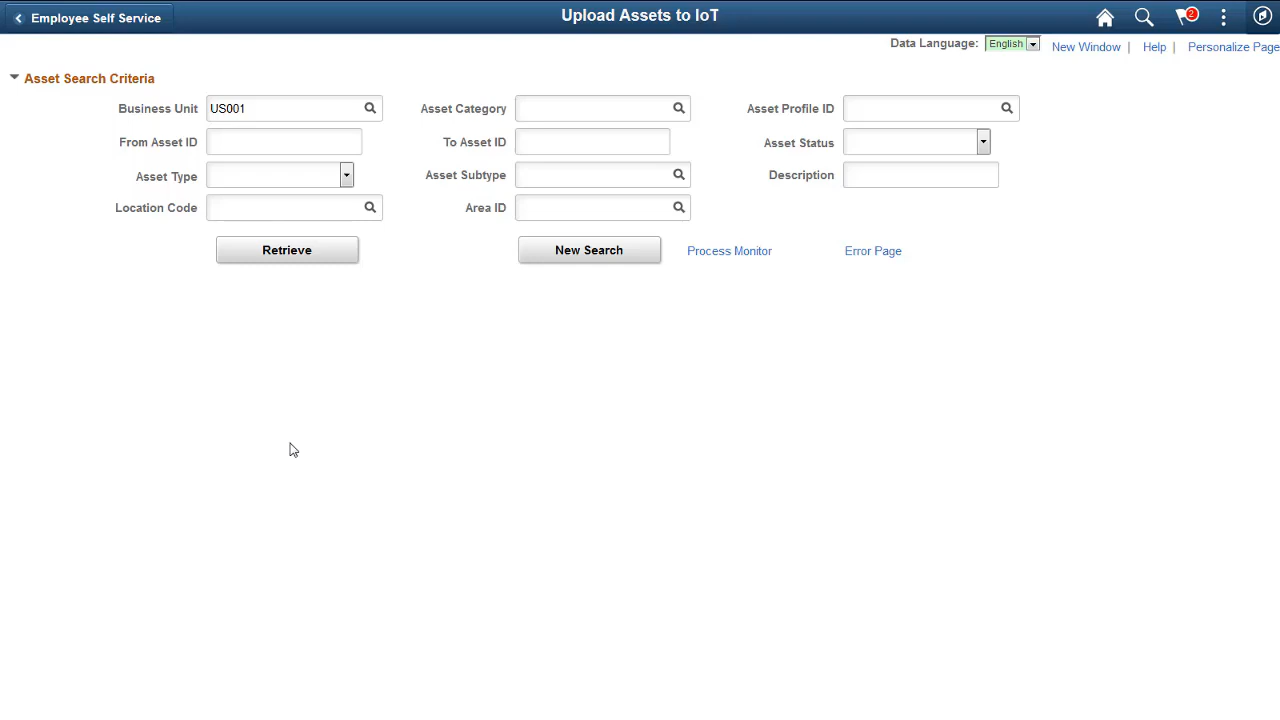 Employee Self Service
Upload Assets to IoT
2
Data Language: English
New Window | Help | Personalize Page
Asset Search Criteria
Business Unit US001 Asset Category Asset Profile ID
From Asset ID To Asset ID Asset Status
Asset Type Asset Subtype Description
Location Code Area ID
Retrieve New Search Process Monitor Error Page